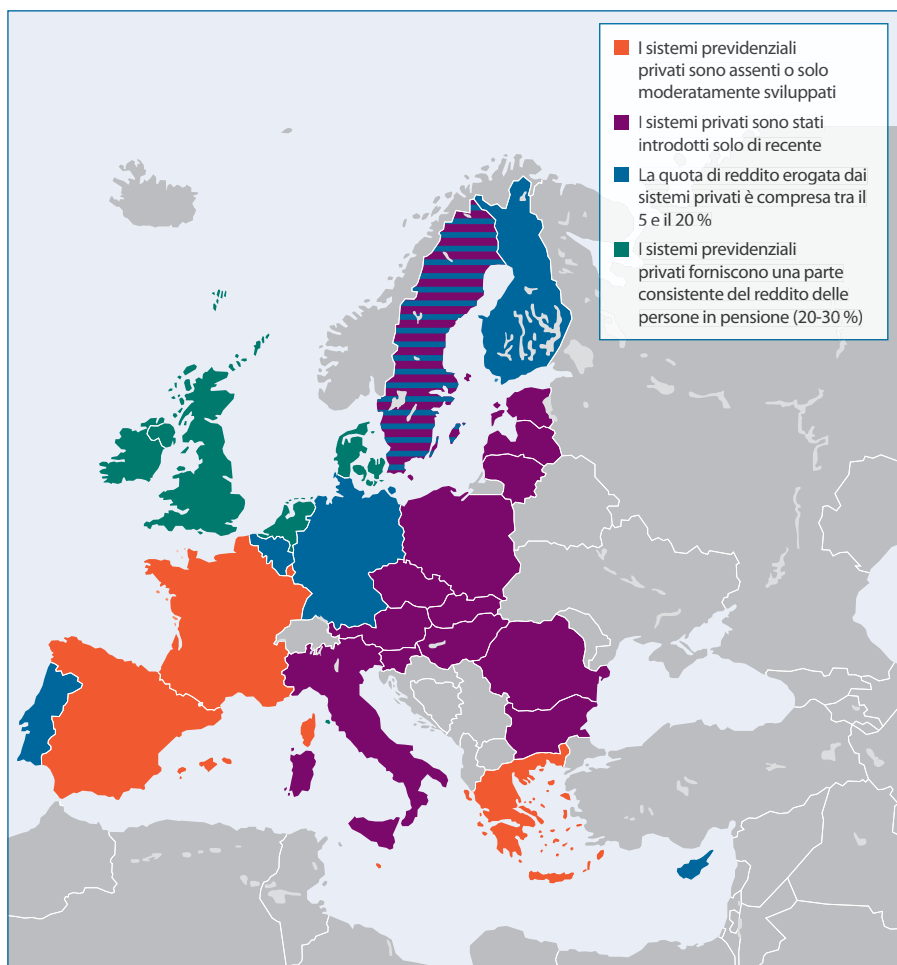 I sistemi previdenziali
privati sono assenti o solo
moderatamente sviluppati
I sistemi privati sono stati
introdotti solo di recente
La quota di reddito erogata dai
sistemi privati è compresa tra il
5 e il 20 %
I sistemi previdenziali
privati forniscono una parte
consistente del reddito delle
persone in pensione (20-30 %)